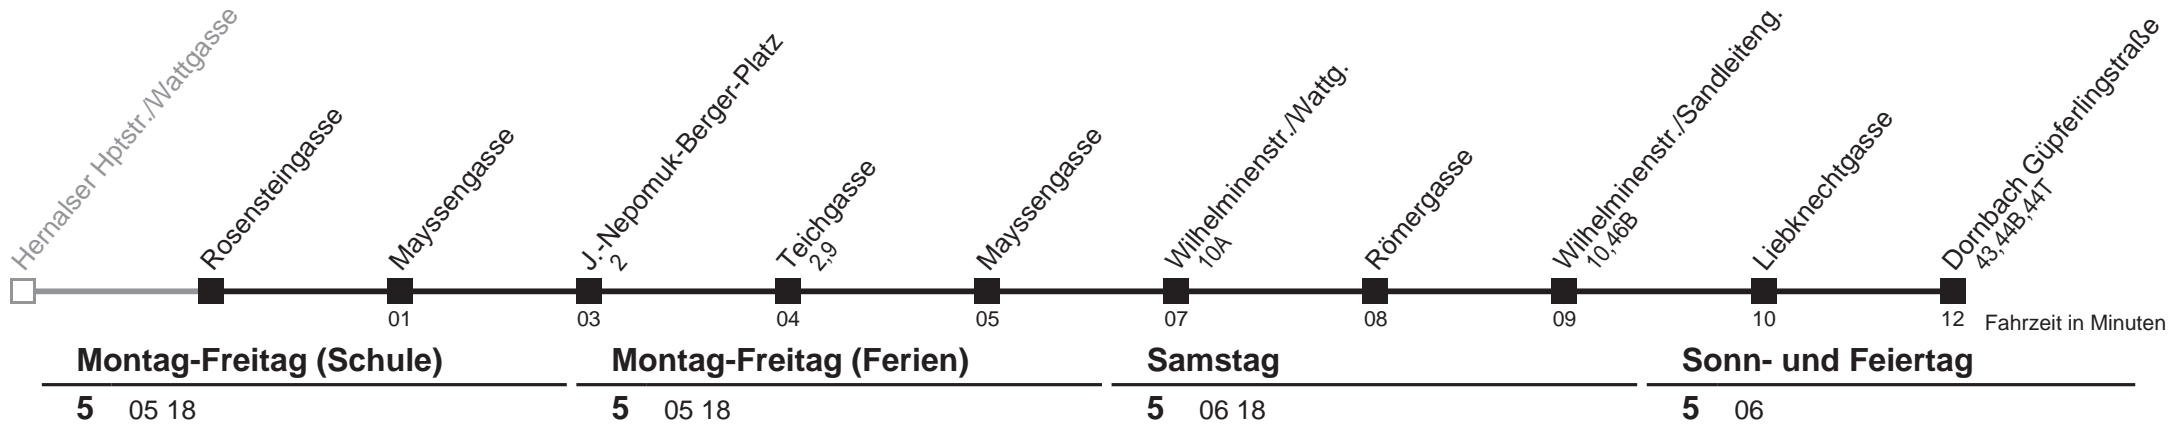 Hernalser Hptstr./Wattgasse
Rosensteingasse
Mayssengasse
J.-Nepomuk-Berger-Platz
2
Teichgasse
2,9
Mayssengasse
Wilhelminenstr./Wattg.
10A
Römergasse
Wilhelminenstr./Sandleiteng.
10,46B
Liebknechtgasse
Dornbach Güpferlingstraße
43,44B,44T
01 03 04 05 07 08 09 10 12 Fahrzeit in Minuten
Montag-Freitag (Schule) Montag-Freitag (Ferien) Samstag Sonn- und Feiertag
5 05 18 5 05 18 5 06 18 5 06